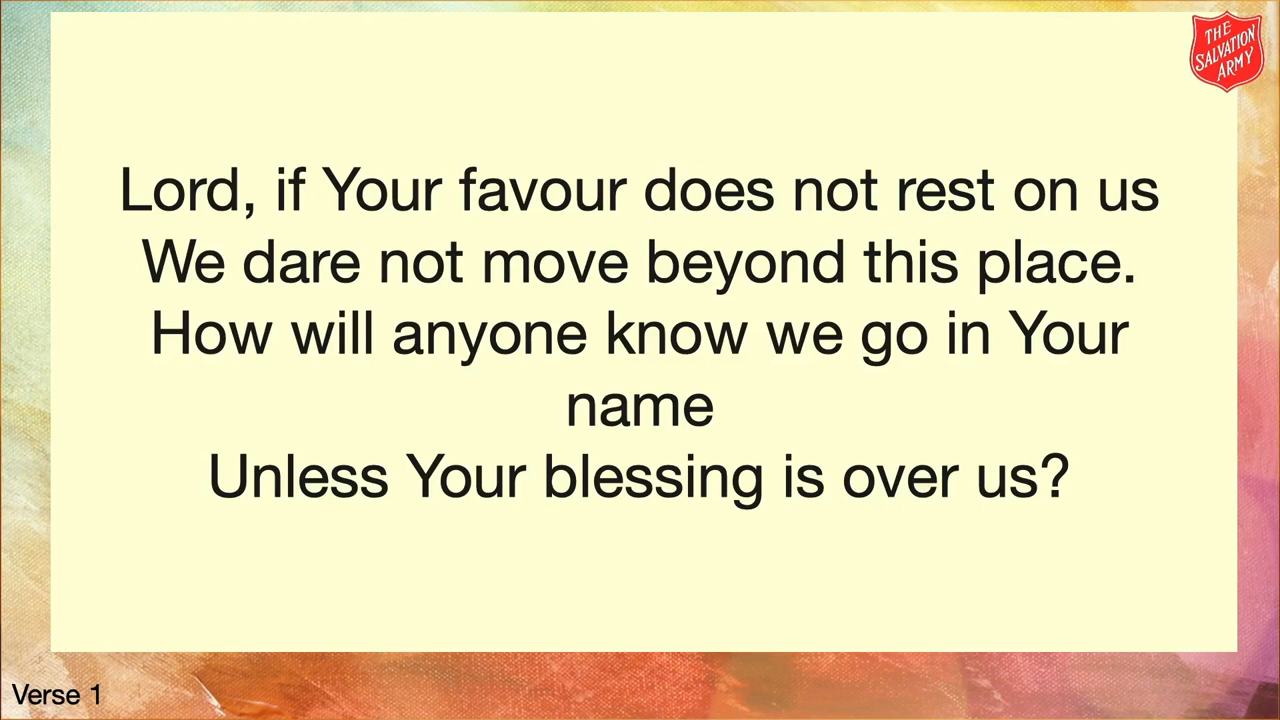 THE
SALVATION
ARMY
Lord, if Your favour does not rest on us
We dare not move beyond this place.
How will anyone know we go in Your
name
Unless Your blessing is over us?
Verse 1